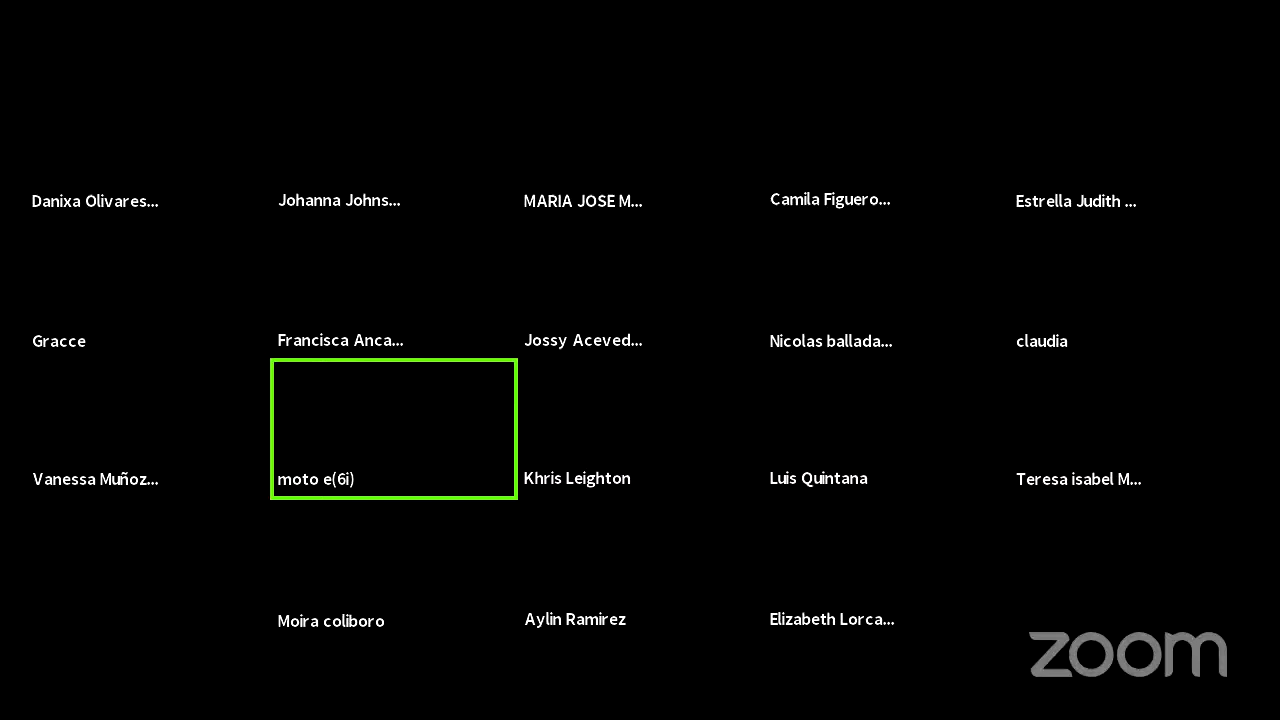 Danixa Olivares...
Johanna Johns...
MARIA JOSE M...
Camila Figuero...
Estrella Judith ...
Gracce
Francisca Anca...
Jossy Aceved...
Nicolas ballada...
claudia
Vanessa Muñoz...
moto e(6i)
Khris Leighton
Luis Quintana
Teresa isabel M...
Moira coliboro
Aylin Ramirez
Elizabeth Lorca...
zoom